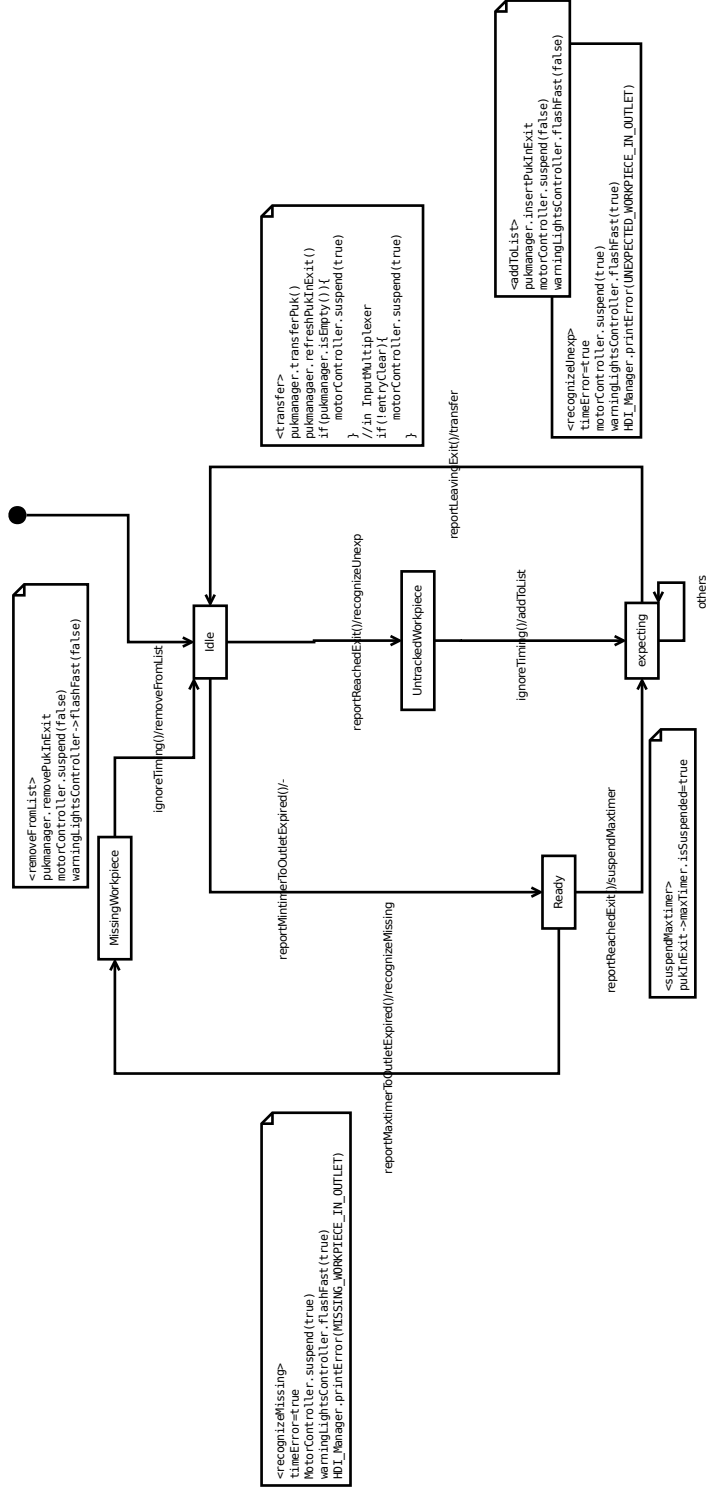 <recognizeMissing>
timeError=true
MotorController.suspend(true)
warningLightsController.flashFast(true)
HDI_Manager.printError(MISSING_WORKPIECE_IN_OUTLET)
<removeFromList>
pukmanager.removePukInExit
motorController.suspend(false)
warningLightsController->flashFast(false)
MissingWorkpiece
ignoreTiming()/removeFromList
Idle
<transfer>
pukmanager.transferPuk()
pukmanagaer.refreshPukInExit()
if(pukmanager.isEmpty()){
motorController.suspend(true)
}
//in InputMultiplexer
if(!entryClear){
motorController.suspend(true)
}
reportMintimerToOutletExpired()/-
reportReachedExit()/recognizeUnexp
reportMaxtimerToOutletExpired()/recognizeMissing
UntrackedWorkpiece
reportLeavingExit()/transfer
ignoreTiming()/addToList
Ready
reportReachedExit()/suspendMaxtimer
expecting
others
<suspendMaxtimer>
pukInExit->maxTimer.isSuspended=true
<addToList>
pukmanager.insertPukInExit
motorController.suspend(false)
warningLightsController.flashFast(false)
<recognizeUnexp>
timeError=true
motorController.suspend(true)
warningLightsController.flashFast(true)
HDI_Manager.printError(UNEXPECTED_WORKPIECE_IN_OUTLET)